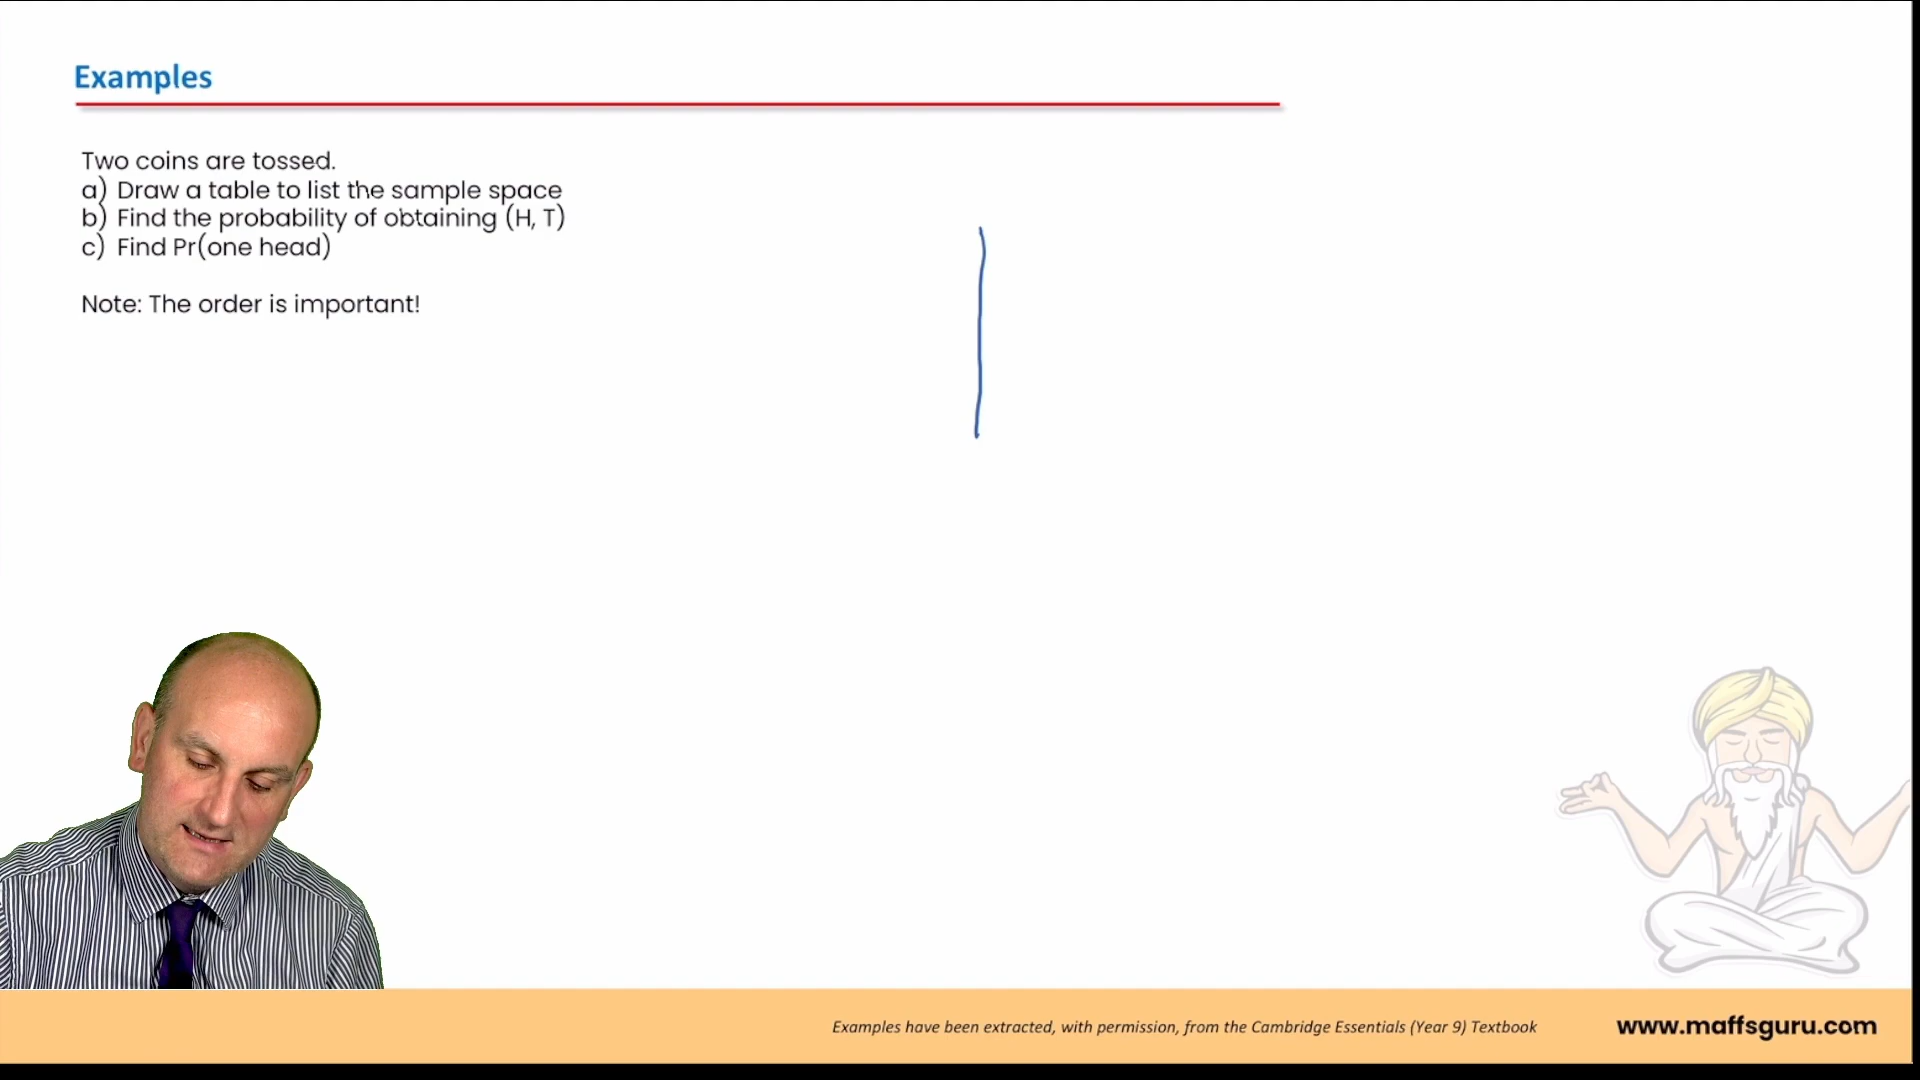 Examples
Two coins are tossed.
a) Draw a table to list the sample space
b) Find the probability of obtaining (H, T)
c) Find Pr(one head)
Note: The order is important!
Examples have been extracted, with permission, from the Cambridge Essentials (Year 9) Textbook
www.maffsguru.com